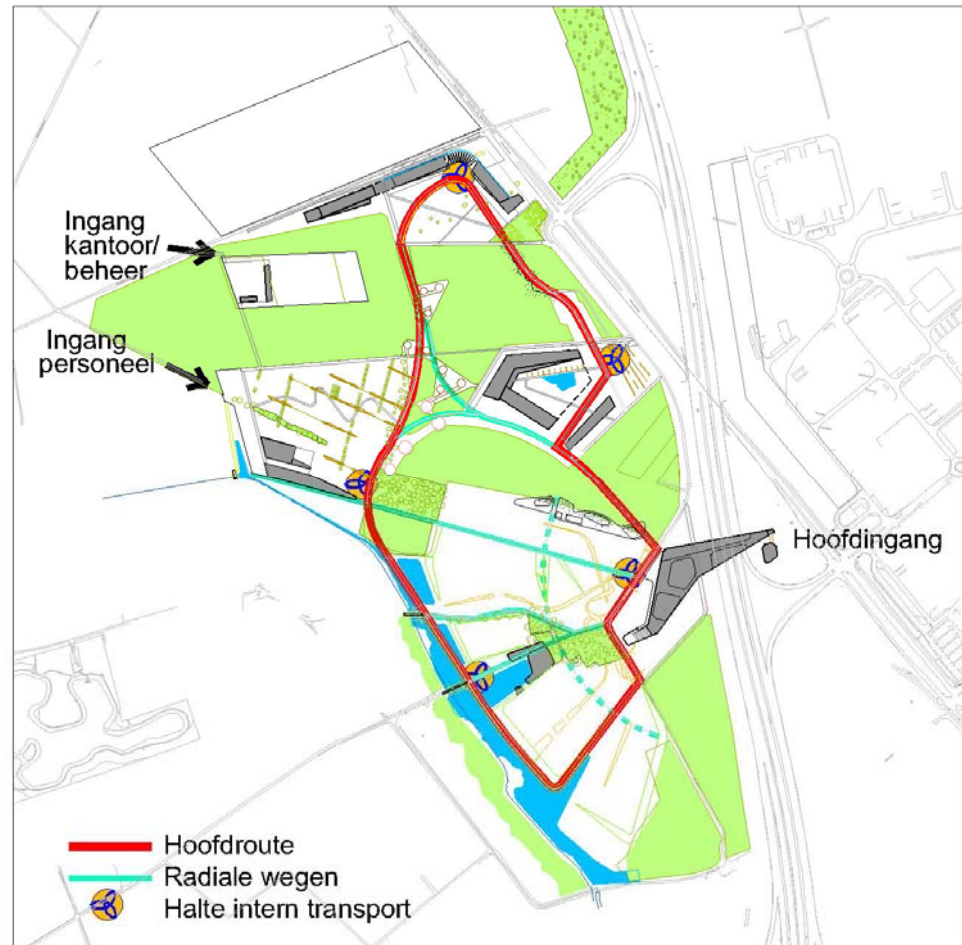 Ingang
kantoor/
beheer
Ingang
personeel
Hoofdingang
Hoofdroute
Radiale wegen
Halte intern transport